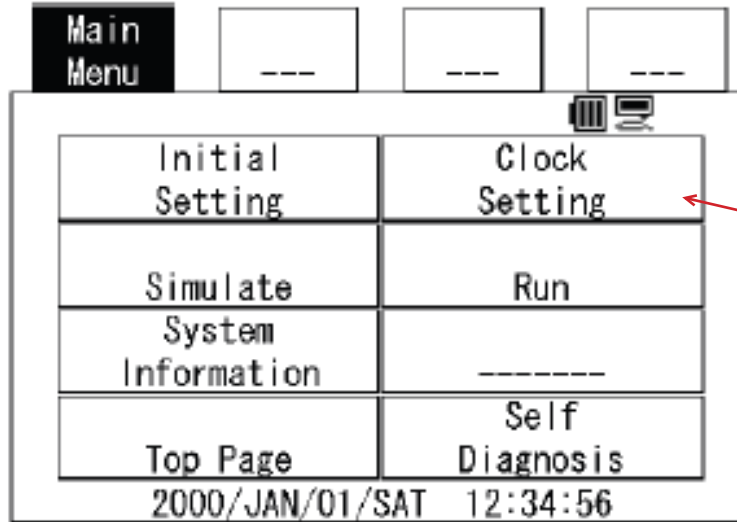 Main
Menu
---
---
---
Initial
Setting
Clock
Setting
Simulate
Run
System
Information
-------
Top Page
Self
Diagnosis
2000/JAN/01/SAT 12:34:56